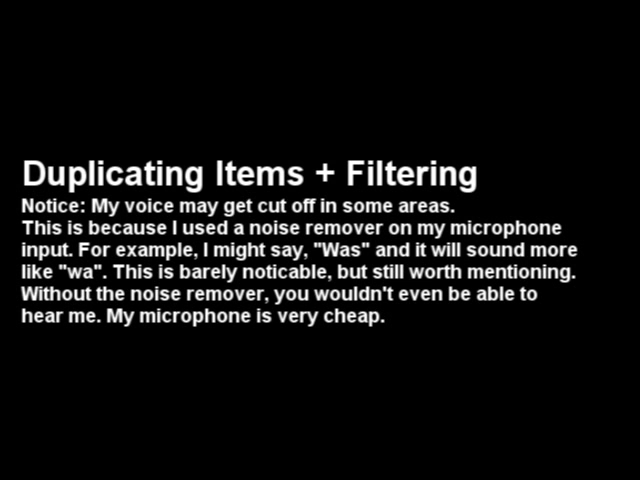 Duplicating Items + Filtering
Notice: My voice may get cut off in some areas.
This is because I used a noise remover on my microphone
input. For example, I might say, "Was" and it will sound more
like "wa". This is barely noticable, but still worth mentioning.
Without the noise remover, you wouldn't even be able to
hear me. My microphone is very cheap.